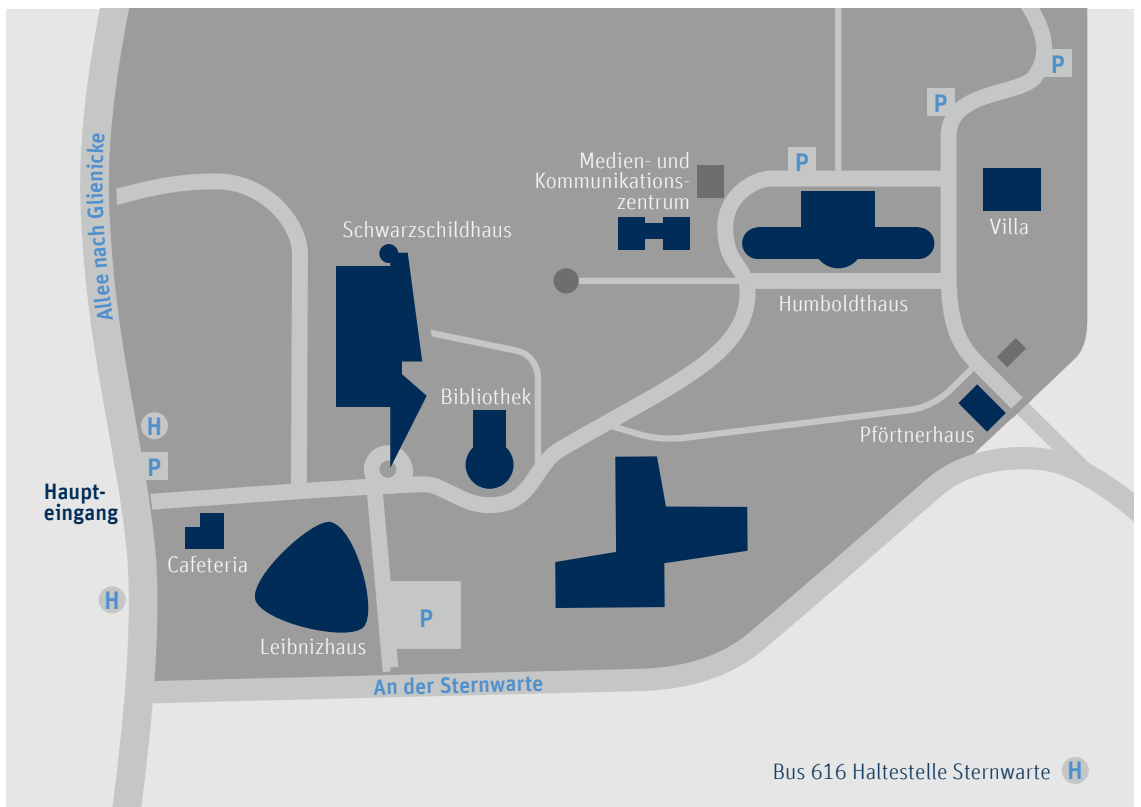 P
P
Allee nach Glienicke
Medien- und
Kommunikations-
zentrum
P
Villa
Schwarzschildhaus
Humboldthaus
Bibliothek
Pförtnerhaus
H
P
Haupt-
eingang
Cafeteria
H
Leibnizhaus
P
An der Sternwarte
Bus 616 Haltestelle Sternwarte H